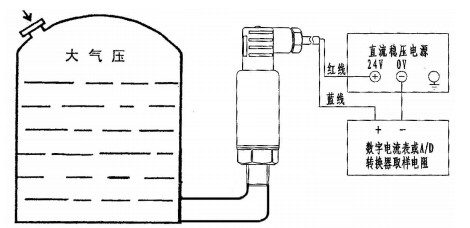 大气压
直流稳压电源
24V 0V
红线
+ −
蓝线
+ −
数字电流表或A/D
转换器取样电阻